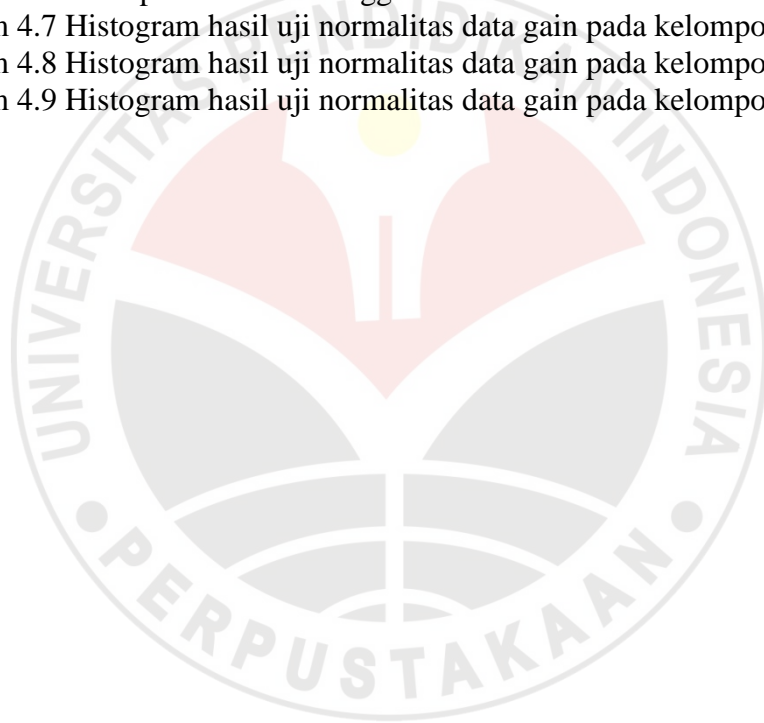 n 4.7 Histogram hasil uji normalitas data gain pada kelompo
n 4.8 Histogram hasil uji normalitas data gain pada kelompo
n 4.9 Histogram hasil uji normalitas data gain pada kelompo
UNIVERSITAS PENDIDIKAN INDONESIA
PERPUSTAKAAN